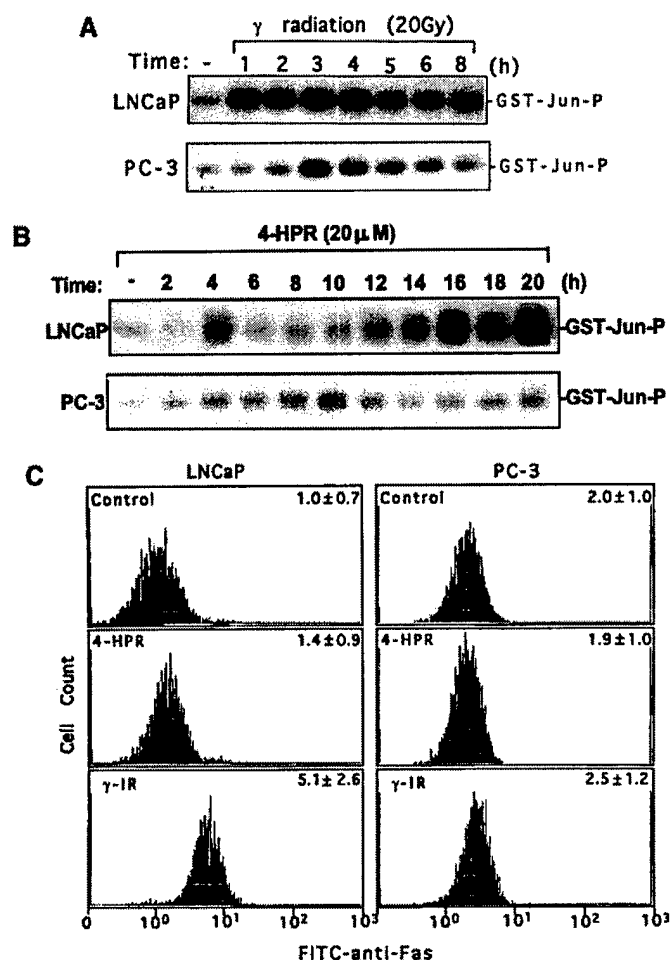 A
γ radiation (20Gy)
Time: - 1 2 3 4 5 6 8 (h)
LNCaP -GST-Jun-P
PC-3 -GST-Jun-P
B
4-HPR (20μM)
Time: - 2 4 6 8 10 12 14 16 18 20 (h)
LNCaP -GST-Jun-P
PC-3 -GST-Jun-P
C
LNCaP PC-3
Control 1.0±0.7 Control 2.0±1.0
4-HPR 1.4±0.9 4-HPR 1.9±1.0
γ-IR 5.1±2.6 γ-IR 2.5±1.2
Cell Count
0 10⁰ 10¹ 10² 10³ 10⁰ 10¹ 10² 10³
FITC-anti-Fas